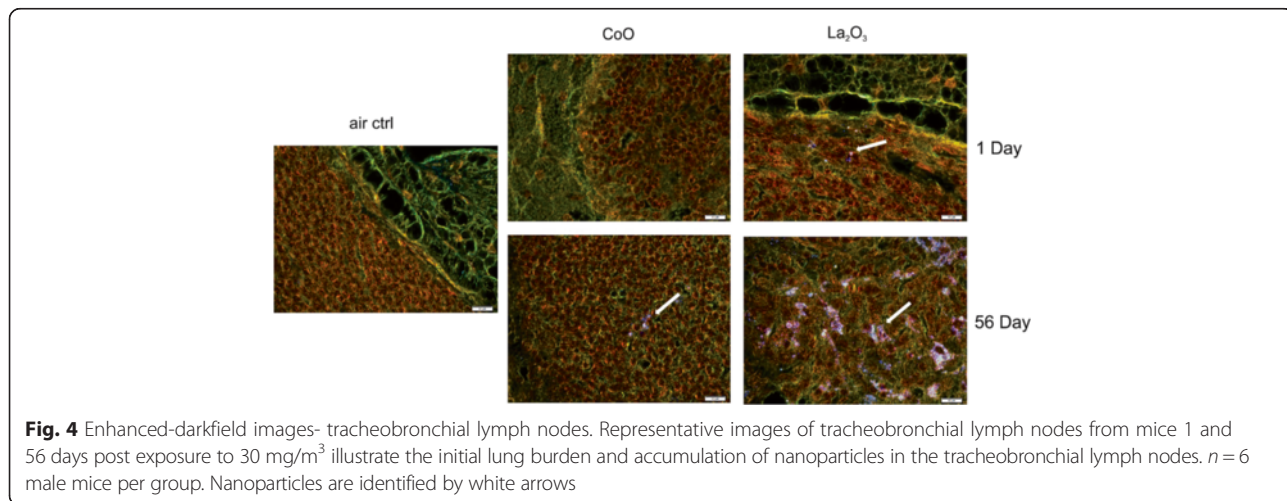 CoO
La₂O₃
air ctrl
1 Day
56 Day
Fig. 4 Enhanced-darkfield images- tracheobronchial lymph nodes. Representative images of tracheobronchial lymph nodes from mice 1 and
56 days post exposure to 30 mg/m³ illustrate the initial lung burden and accumulation of nanoparticles in the tracheobronchial lymph nodes. n = 6
male mice per group. Nanoparticles are identified by white arrows